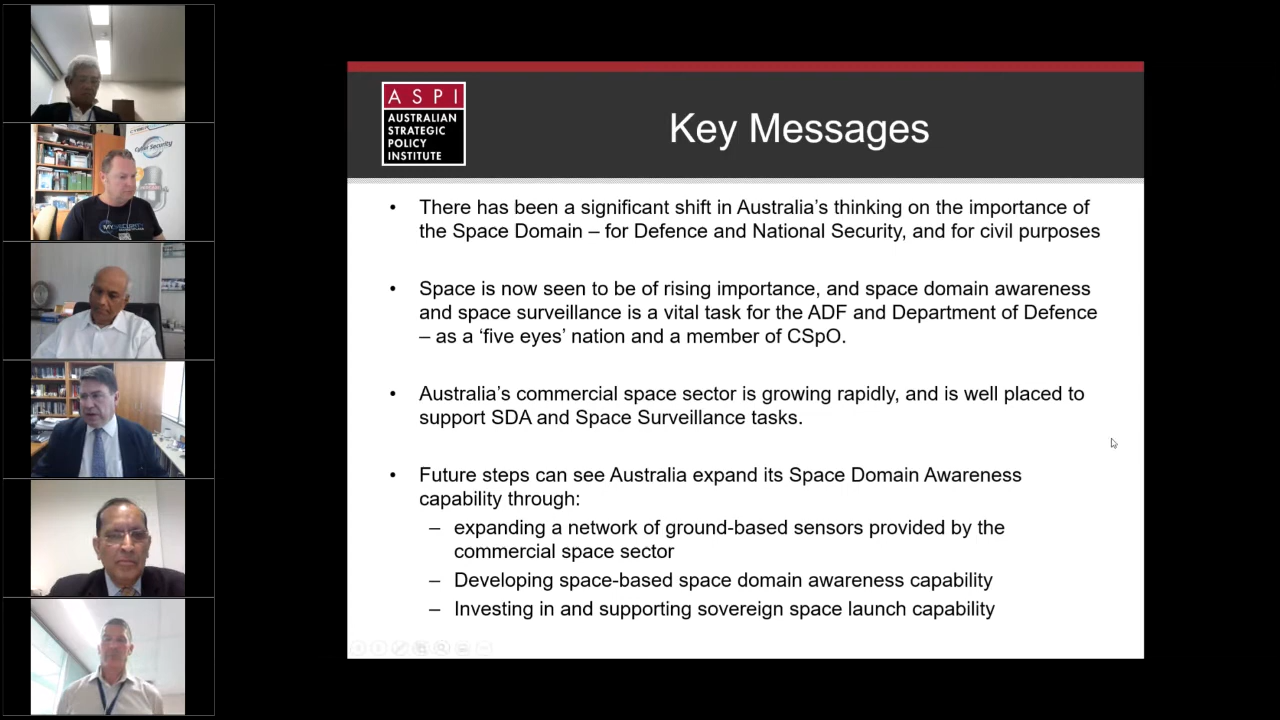 CYBER
Cyber Security
MYSECURITY
ASPI
AUSTRALIAN
STRATEGIC
POLICY
INSTITUTE
Key Messages
• There has been a significant shift in Australia’s thinking on the importance of
the Space Domain – for Defence and National Security, and for civil purposes
• Space is now seen to be of rising importance, and space domain awareness
and space surveillance is a vital task for the ADF and Department of Defence
– as a ‘five eyes’ nation and a member of CSpO.
• Australia’s commercial space sector is growing rapidly, and is well placed to
support SDA and Space Surveillance tasks.
• Future steps can see Australia expand its Space Domain Awareness
capability through:
– expanding a network of ground-based sensors provided by the
commercial space sector
– Developing space-based space domain awareness capability
– Investing in and supporting sovereign space launch capability